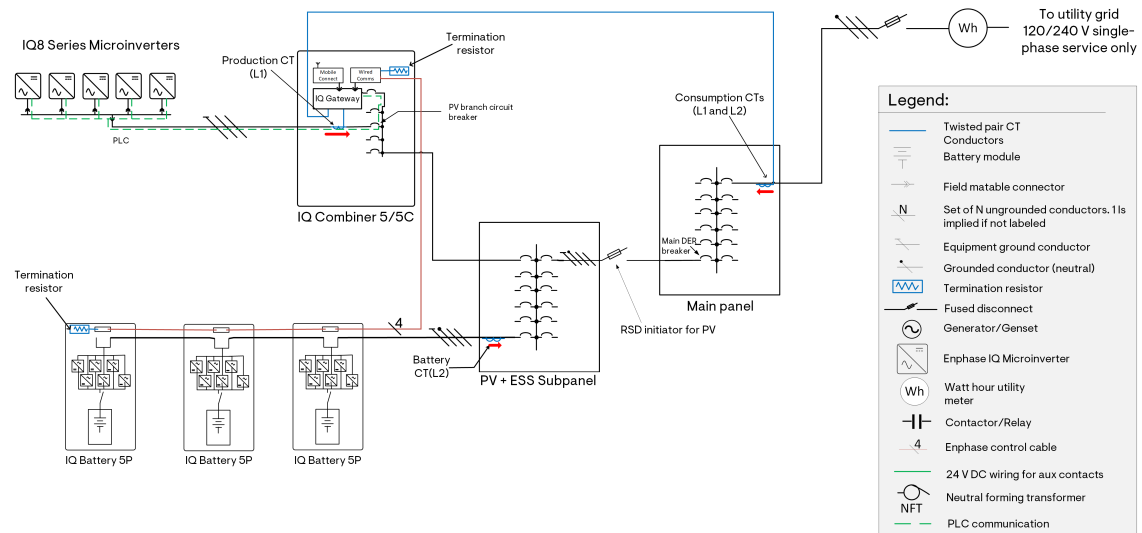 To utility grid
120/240 V single-
phase service only
Wh
IQ8 Series Microinverters
PLC
Production CT
(L1)
Termination
resistor
Mobile
Connect
Wired
Comms
IQ Gateway
PV branch circuit
breaker
IQ Combiner 5/5C
Consumption CTs
(L1 and L2)
Main DER
breaker
Main panel
RSD initiator for PV
PV + ESS Subpanel
Battery
CT(L2)
4
Termination
resistor
IQ Battery 5P
IQ Battery 5P
IQ Battery 5P
Legend:
Twisted pair CT
Conductors
Battery module
Field matable connector
N
Set of N ungrounded conductors. 1 Is
implied if not labeled
Equipment ground conductor
Grounded conductor (neutral)
Termination resistor
Fused disconnect
Generator/Genset
Enphase IQ Microinverter
Wh
Watt hour utility
meter
Contactor/Relay
4
Enphase control cable
24 V DC wiring for aux contacts
NFT
Neutral forming transformer
PLC communication